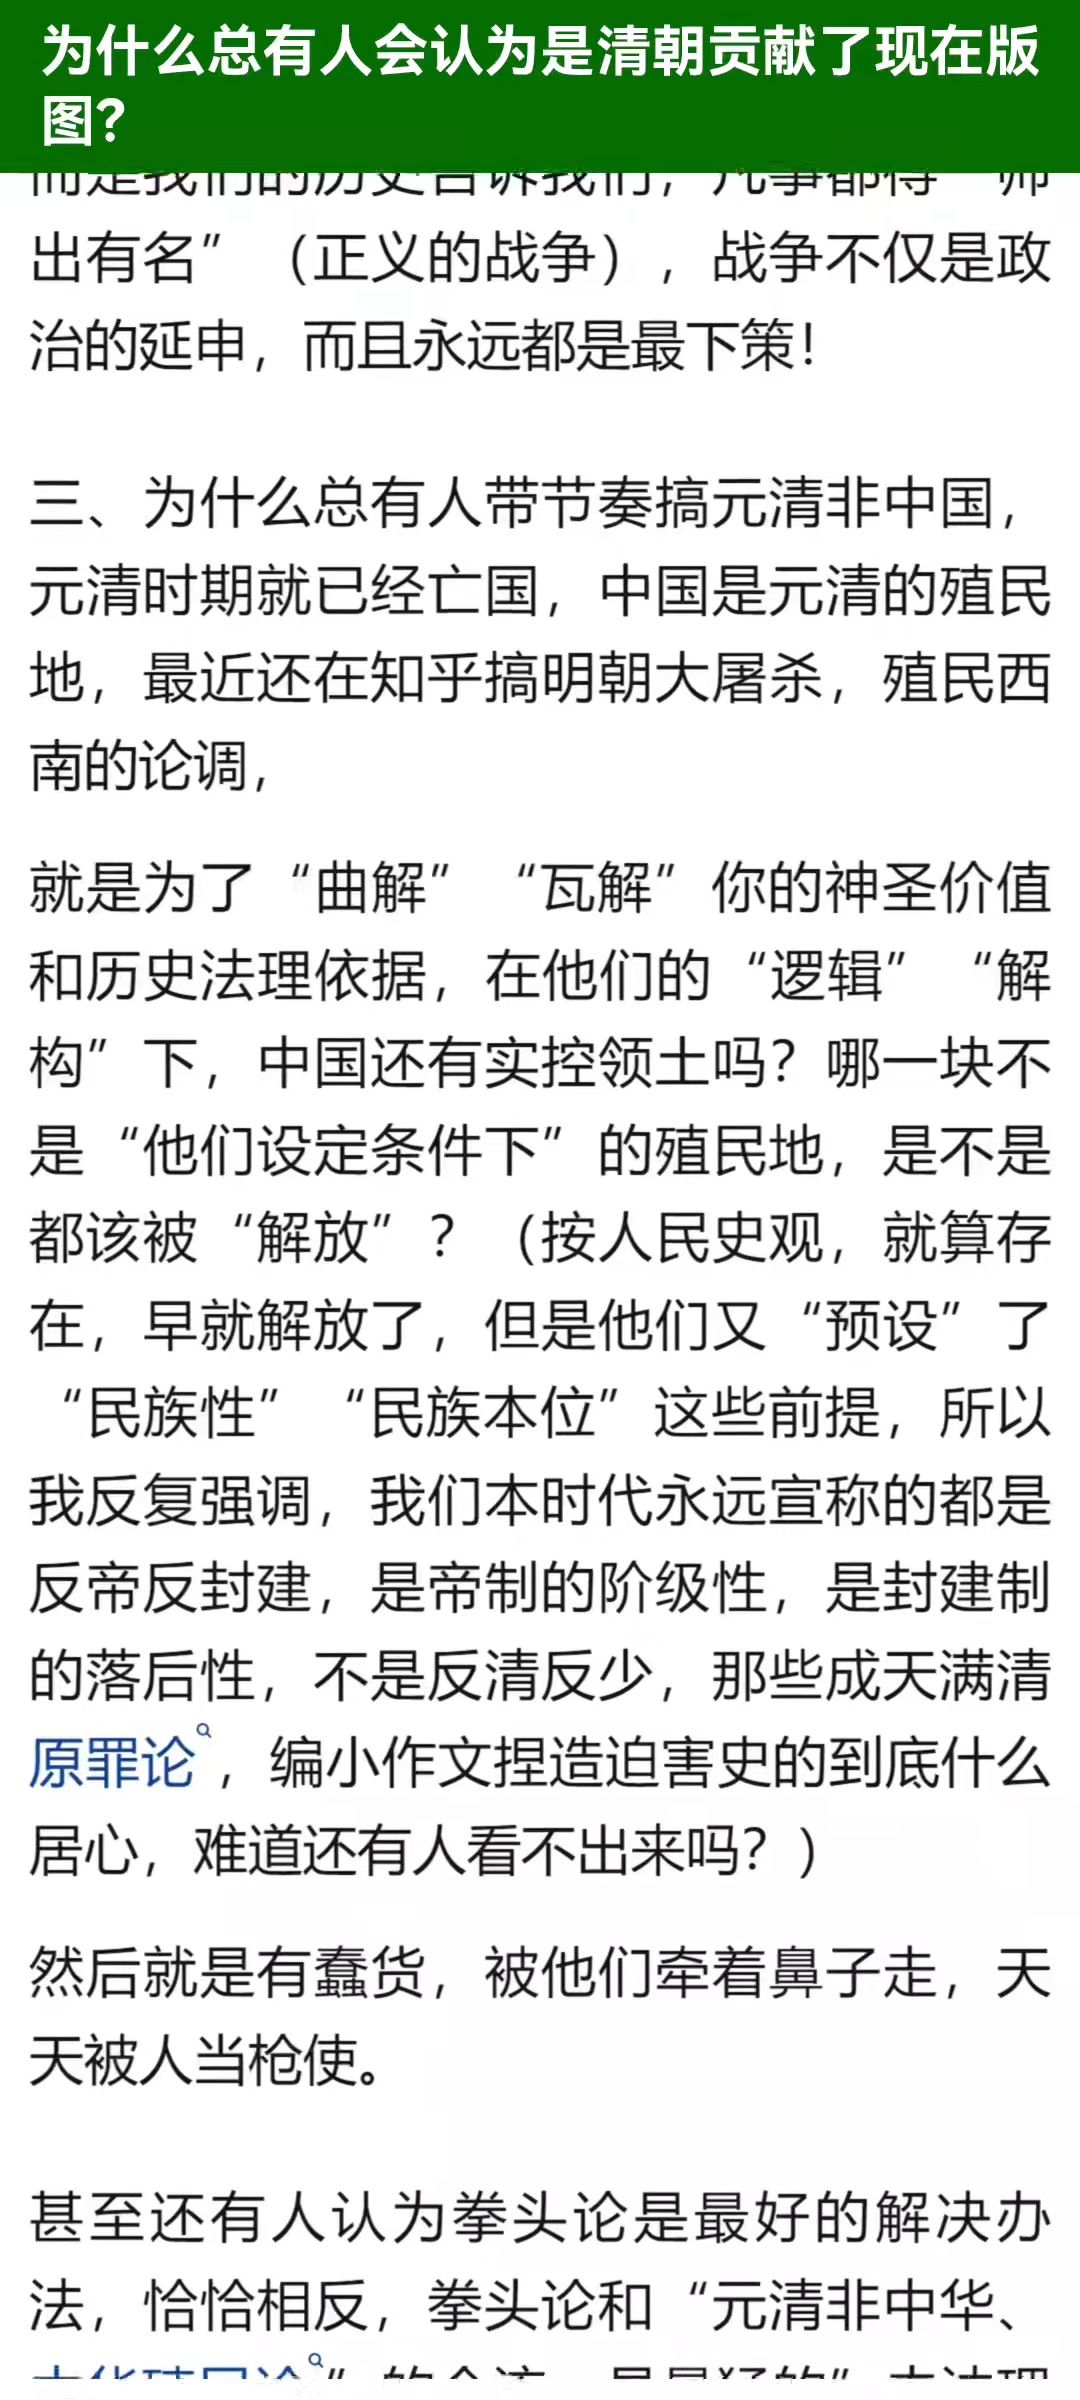 为什么总有人会认为是清朝贡献了现在版
图？
而是我们的历史告诉我们，凡事都得“师
出有名”（正义的战争），战争不仅是政
治的延申，而且永远都是最下策！
三、为什么总有人带节奏搞元清非中国，
元清时期就已经亡国，中国是元清的殖民
地，最近还在知乎搞明朝大屠杀，殖民西
南的论调，
就是为了“曲解”“瓦解”你的神圣价值
和历史法理依据，在他们的“逻辑”“解
构”下，中国还有实控领土吗？哪一块不
是“他们设定条件下”的殖民地，是不是
都该被“解放”？（按人民史观，就算存
在，早就解放了，但是他们又“预设”了
“民族性”“民族本位”这些前提，所以
我反复强调，我们本时代永远宣称的都是
反帝反封建，是帝制的阶级性，是封建制
的落后性，不是反清反少，那些成天满清
原罪论，编小作文捏造迫害史的到底什么
居心，难道还有人看不出来吗？）
然后就是有蠢货，被他们牵着鼻子走，天
天被人当枪使。
甚至还有人认为拳头论是最好的解决办
法，恰恰相反，拳头论和“元清非中华、